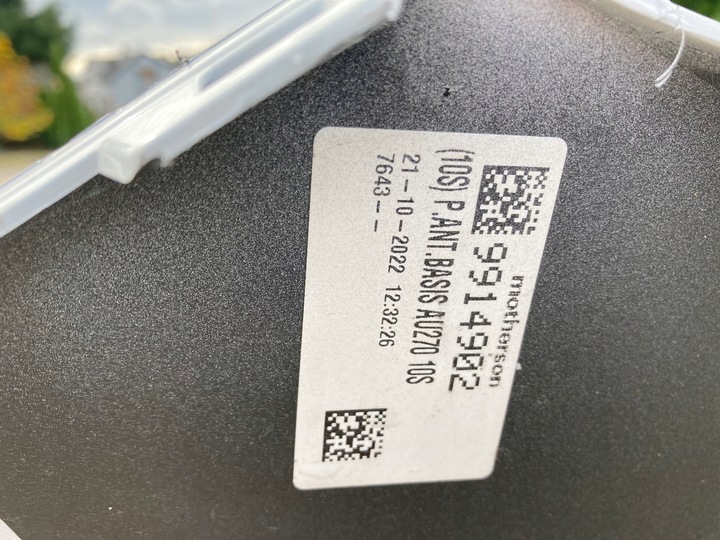 motherson
9914902
(10S) P.ANT.BASIS AU270 10S
21-10-2022 12:32:26
7643--